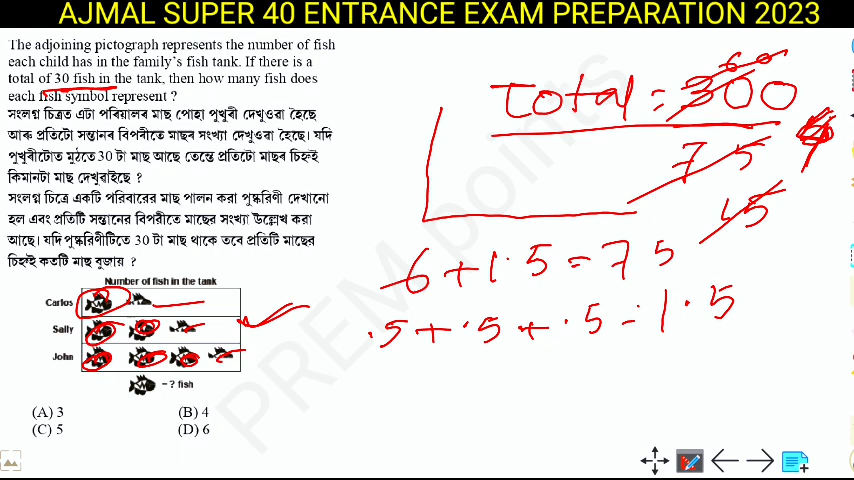 AJMAL SUPER 40 ENTRANCE EXAM PREPARATION 2023
The adjoining pictograph represents the number of fish
each child has in the family's fish tank. If there is a
total of 30 fish in the tank, then how many fish does
each fish symbol represent ?
সংলগ্ন চিত্ৰত এটা পৰিয়ালৰ মাছ পোহা পুখুৰী দেখুওৱা হৈছে
আৰু প্ৰতিটো সন্তানৰ বিপৰীতে মাছৰ সংখ্যা দেখুওৱা হৈছে। যদি
পুখুৰীটোত মুঠতে 30 টা মাছ আছে তেন্তে প্ৰতিটো মাছৰ চিহ্নই
কিমানটা মাছ দেখুৱাইছে ?
সংলগ্ন চিত্রে একটি পরিবারের মাছ পালন করা পুষ্করিণী দেখানো
হল এবং প্রতিটি সন্তানের বিপরীতে মাছের সংখ্যা উল্লেখ করা
আছে। যদি পুষ্করিণীটিতে 30 টা মাছ থাকে তবে প্রতিটি মাছের
চিহ্নই কতটি মাছ বুজায় ?
Number of fish in the tank
Carlos
Sally
John
– ? fish
(A) 3 (B) 4
(C) 5 (D) 6
60
Total = 300
75
15
6 + 1.5 = 75
.5 + .5 + .5 = 1.5
PREM points